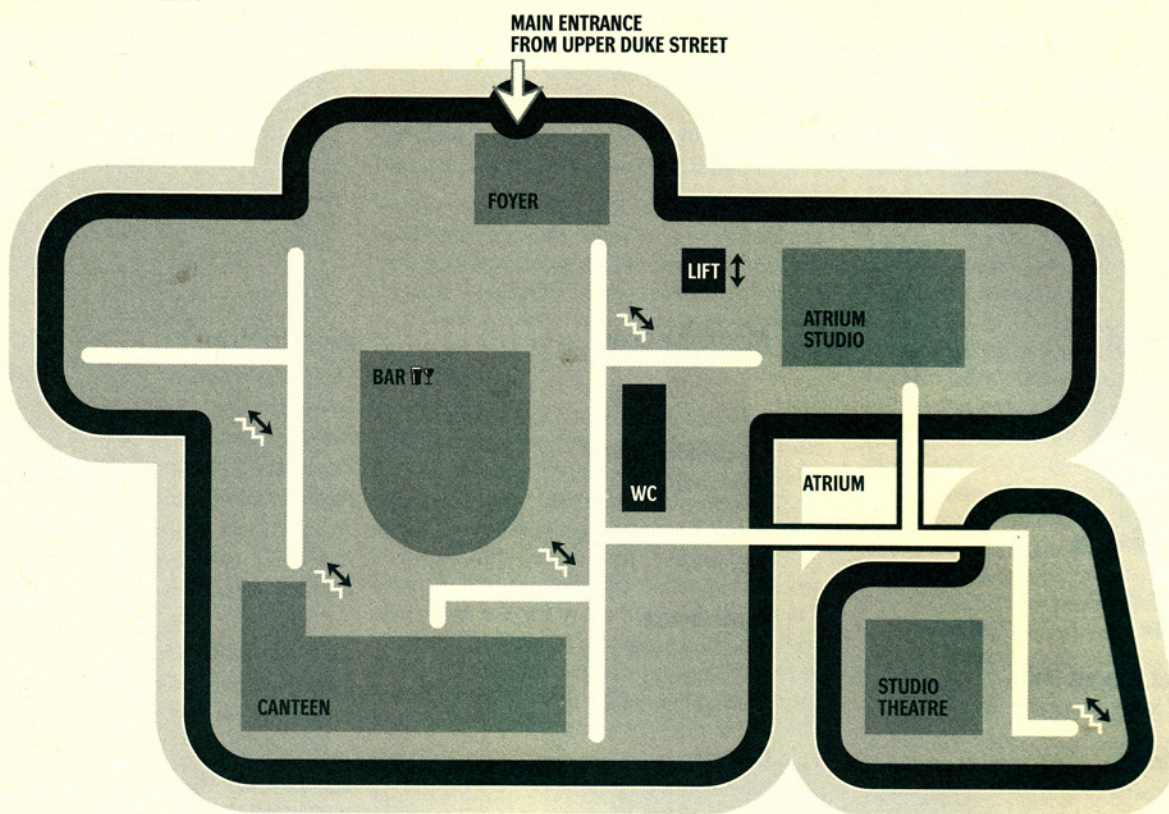 MAIN ENTRANCE
FROM UPPER DUKE STREET
FOYER
LIFT
ATRIUM
STUDIO
BAR
WC
ATRIUM
STUDIO
THEATRE
CANTEEN